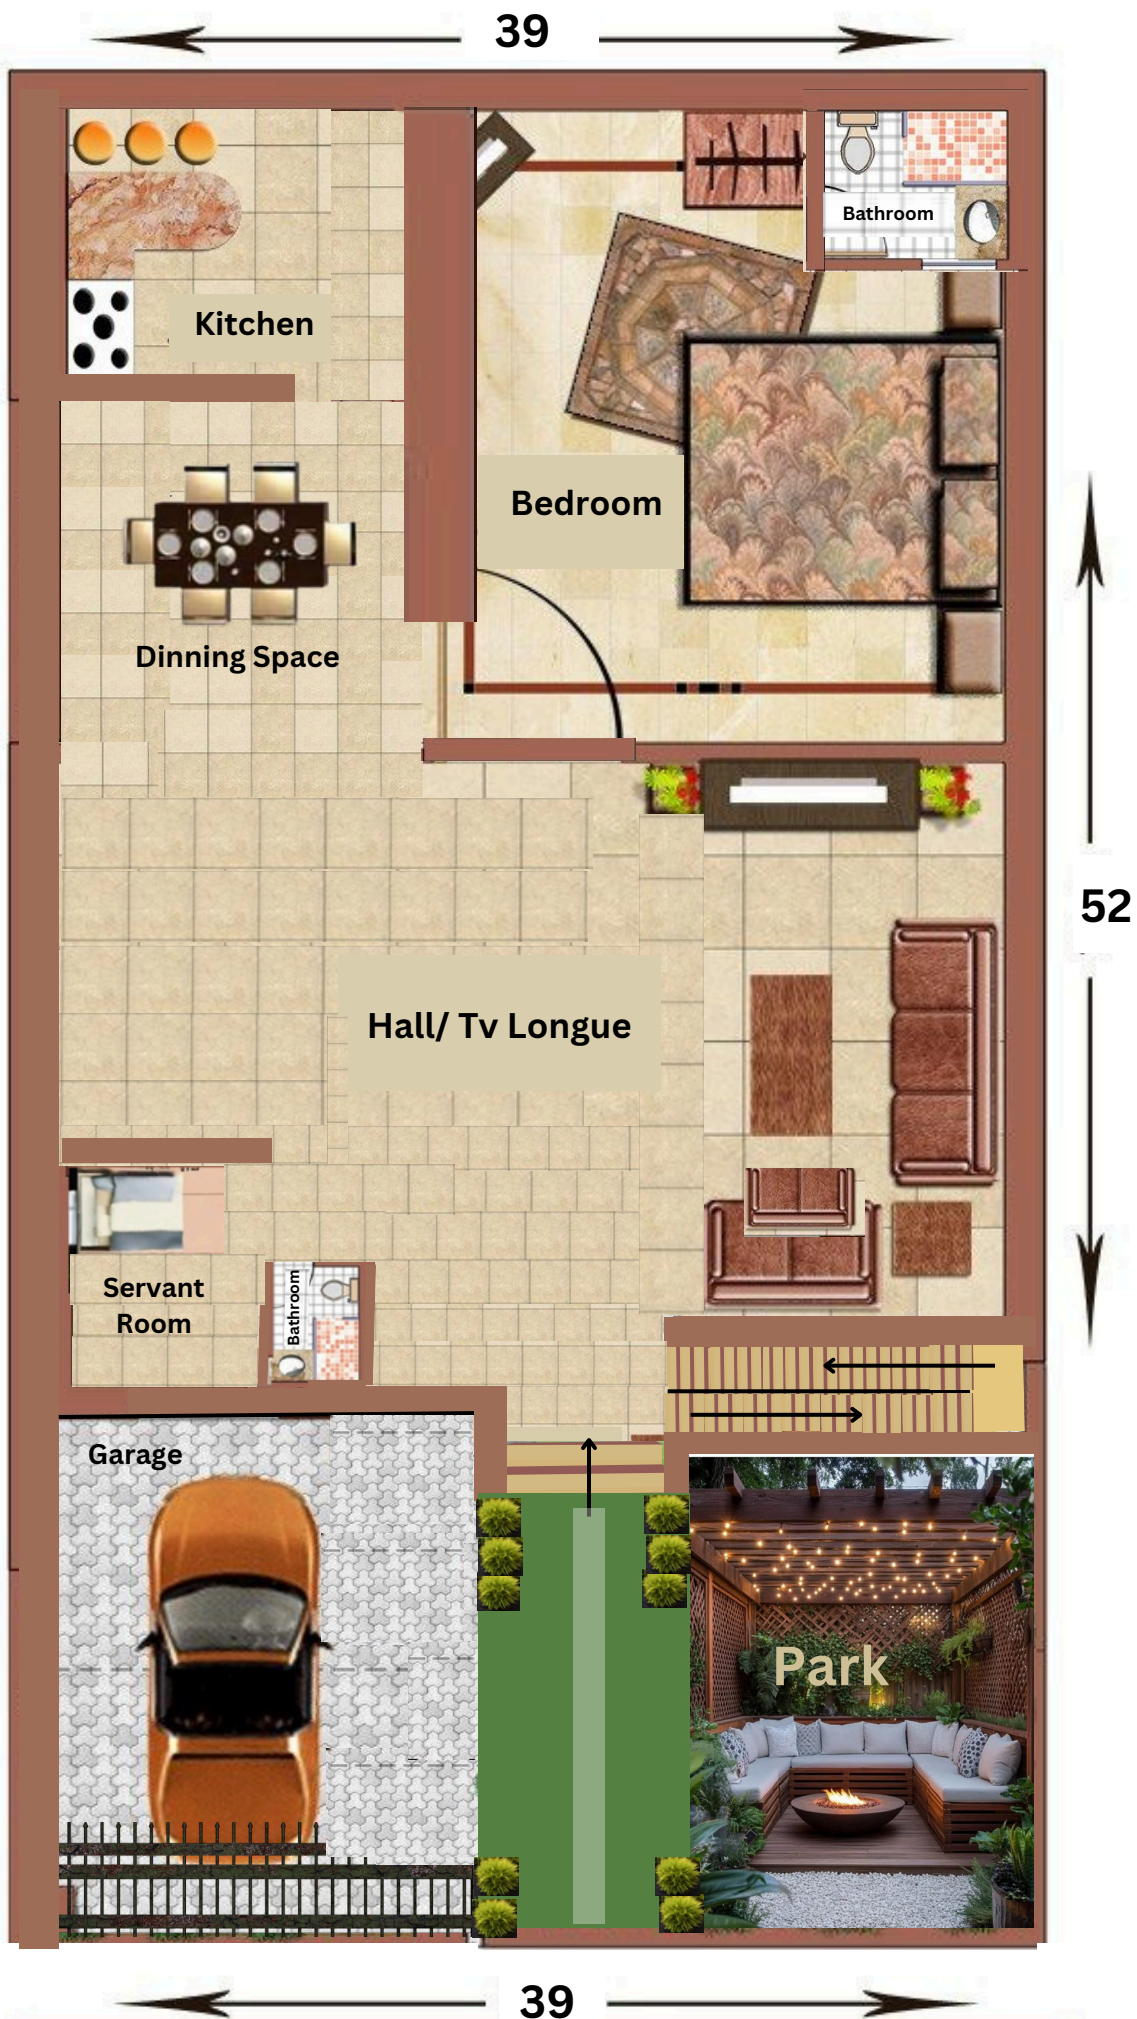 39
Bathroom
Kitchen
Bedroom
Dinning Space
52
Hall/ Tv Longue
Servant
Room
Bathroom
Garage
Park
39